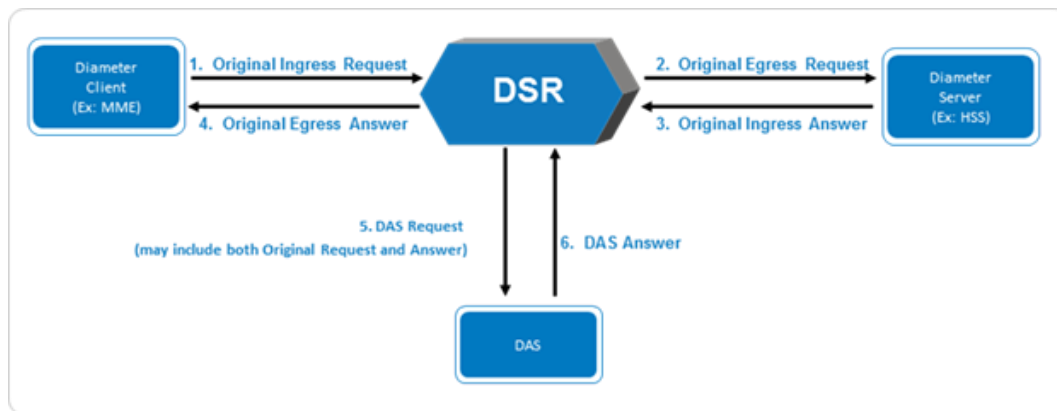 Diameter
Client
(Ex: MME)
1. Original Ingress Request
4. Original Egress Answer
DSR
2. Original Egress Request
3. Original Ingress Answer
Diameter
Server
(Ex: HSS)
5. DAS Request
(may include both Original Request and Answer)
6. DAS Answer
DAS